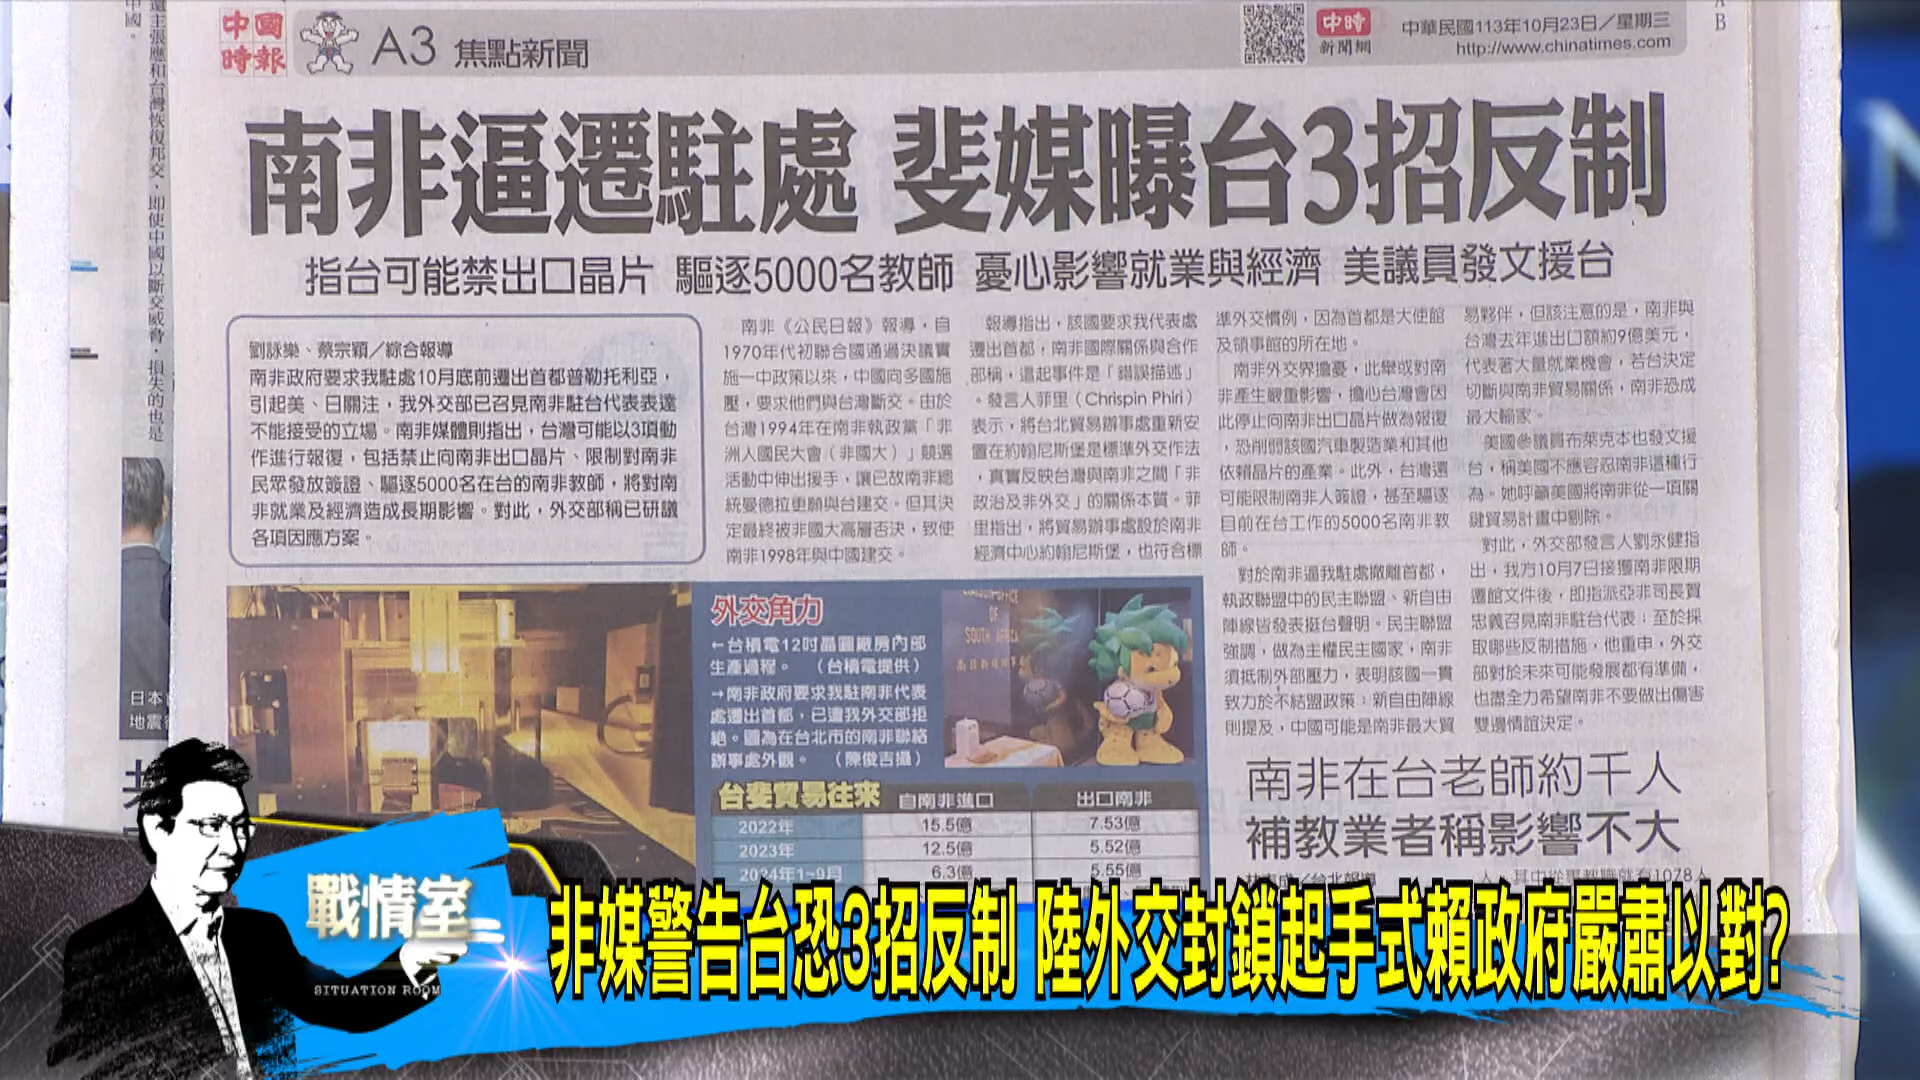 中國時報
A3 焦點新聞
中時新聞網
中華民國113年10月23日／星期三
http://www.chinatimes.com
南非逼遷駐處 斐媒曝台3招反制
指台可能禁出口晶片 驅逐5000名教師 憂心影響就業與經濟 美議員發文援台
劉詠樂、蔡宗穎／綜合報導
南非政府要求我駐處10月底前遷出首都普勒托利亞，
引起美、日關注，我外交部已召見南非駐台代表表達
不能接受的立場。南非媒體則指出，台灣可能以3項動
作進行報復，包括禁止向南非出口晶片、限制對南非
民眾發放簽證、驅逐5000名在台的南非教師，將對南
非就業及經濟造成長期影響。對此，外交部稱已研議
各項因應方案。
南非《公民日報》報導，自
1970年代初聯合國通過決議實
施一中政策以來，中國向多國施
壓，要求他們與台灣斷交。由於
台灣1994年在南非執政黨「非
洲人國民大會（非國大）」競選
活動中伸出援手，讓已故南非總
統曼德拉更願與台建交。但其決
定最終被非國大高層否決，致使
南非1998年與中國建交。
報導指出，該國要求我代表處
遷出首都，南非國際關係與合作
部稱，這起事件是「錯誤描述」
。發言人菲里（Chrispin Phiri）
表示，將台北貿易辦事處重新安
置在約翰尼斯堡是標準外交作法
，真實反映台灣與南非之間「非
政治及非外交」的關係本質。菲
里指出，將貿易辦事處設於南非
經濟中心約翰尼斯堡，也符合標
準外交慣例，因為首都是大使館
及領事館的所在地。
南非外交界擔憂，此舉或對南
非產生嚴重影響，擔心台灣會因
此停止向南非出口晶片做為報復
，恐削弱該國汽車製造業和其他
依賴晶片的產業。此外，台灣還
可能限制南非人簽證，甚至驅逐
目前在台工作的5000名南非教
師。
對於南非逼我駐處撤離首都，
執政聯盟中的民主聯盟、新自由
陣線皆發表挺台聲明。民主聯盟
強調，做為主權民主國家，南非
須抵制外部壓力，表明該國一貫
致力於不結盟政策；新自由陣線
則提及，中國可能是南非最大貿
易夥伴，但該注意的是，南非與
台灣去年進出口額約9億美元，
代表著大量就業機會，若台決定
切斷與南非貿易關係，南非恐成
最大輸家。
美國參議員布萊克本也發文援
台，稱美國不應容忍南非這種行
為。她呼籲美國將南非從一項關
鍵貿易計畫中剔除。
對此，外交部發言人劉永健指
出，我方10月7日接獲南非限期
遷館文件後，即指派亞非司長賀
忠義召見南非駐台代表；至於採
取哪些反制措施，他重申，外交
部對於未來可能發展都有準備，
也盡全力希望南非不要做出傷害
雙邊情誼決定。
外交角力
←台積電12吋晶圓廠房內部
生產過程。（台積電提供）
→南非政府要求我駐南非代表
處遷出首都，已遭我外交部拒
絕。圖為在台北市的南非聯絡
辦事處外觀。（陳俊吉攝）
LIAISON OFFICE
OF
SOUTH AFRICA
台斐貿易往來 自南非進口 出口南非
2022年 15.5億 7.53億
2023年 12.5億 5.52億
2024年1~9月 6.3億 5.55億
南非在台老師約千人
補教業者稱影響不大
戰情室
SITUATION ROOM
非媒警告台恐3招反制 陸外交封鎖起手式賴政府嚴肅以對?